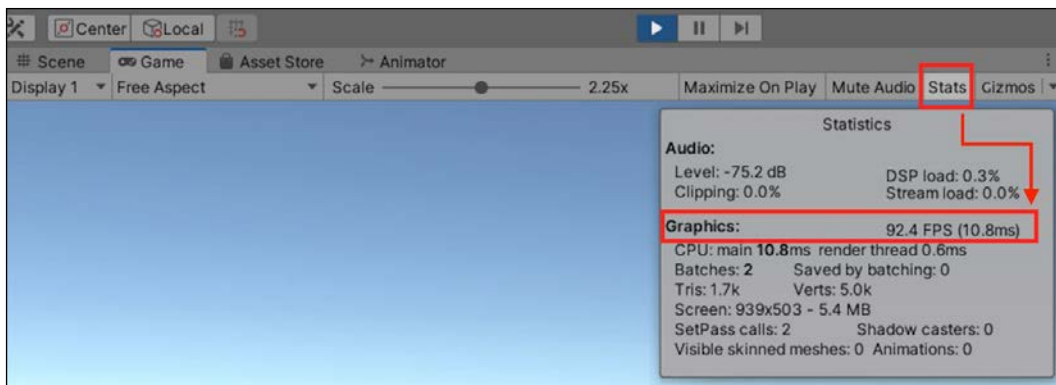 Center Local
Scene Game Asset Store Animator
Display 1 Free Aspect Scale 2.25x Maximize On Play Mute Audio Stats Gizmos
Statistics
Audio:
Level: -75.2 dB DSP load: 0.3%
Clipping: 0.0% Stream load: 0.0%
Graphics: 92.4 FPS (10.8ms)
CPU: main 10.8ms render thread 0.6ms
Batches: 2 Saved by batching: 0
Tris: 1.7k Verts: 5.0k
Screen: 939x503 - 5.4 MB
SetPass calls: 2 Shadow casters: 0
Visible skinned meshes: 0 Animations: 0